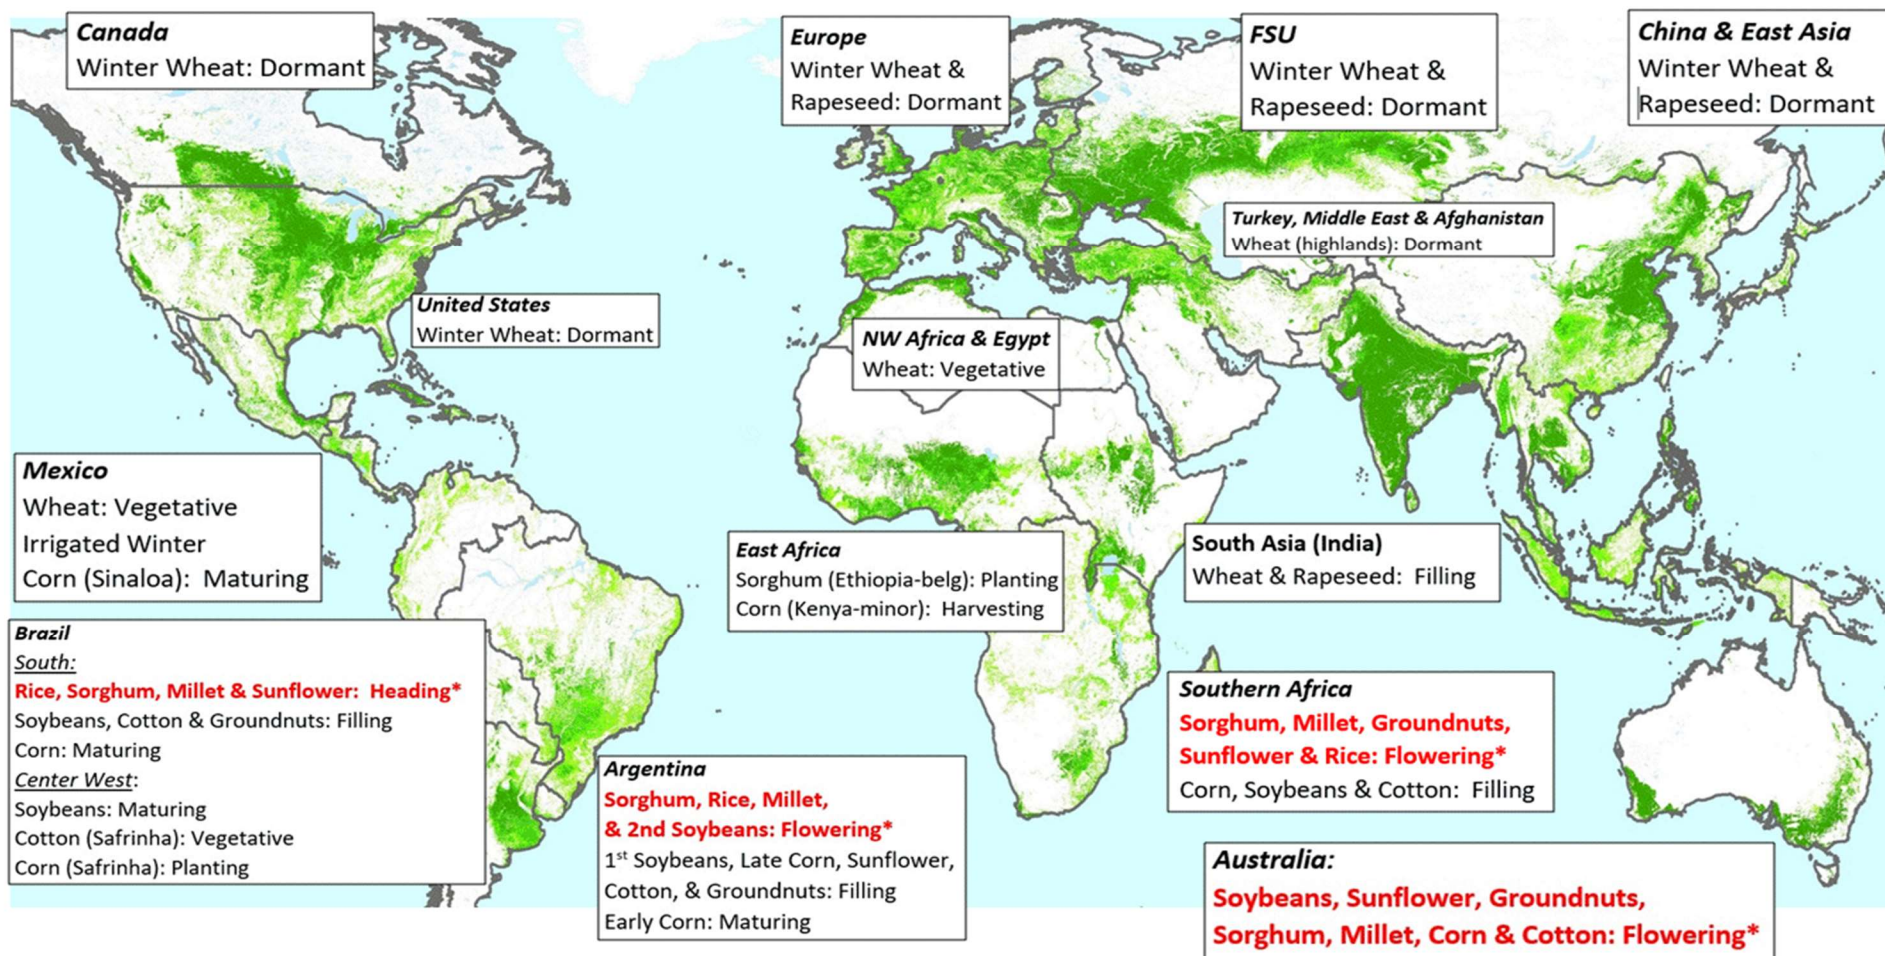 Canada
Winter Wheat: Dormant
Europe
Winter Wheat &
Rapeseed: Dormant
FSU
Winter Wheat &
Rapeseed: Dormant
China & East Asia
Winter Wheat &
Rapeseed: Dormant
Turkey, Middle East & Afghanistan
Wheat (highlands): Dormant
United States
Winter Wheat: Dormant
NW Africa & Egypt
Wheat: Vegetative
Mexico
Wheat: Vegetative
Irrigated Winter
Corn (Sinaloa): Maturing
East Africa
Sorghum (Ethiopia-belg): Planting
Corn (Kenya-minor): Harvesting
South Asia (India)
Wheat & Rapeseed: Filling
Brazil
South:
Rice, Sorghum, Millet & Sunflower: Heading*
Soybeans, Cotton & Groundnuts: Filling
Corn: Maturing
Center West:
Soybeans: Maturing
Cotton (Safrinha): Vegetative
Corn (Safrinha): Planting
Argentina
Sorghum, Rice, Millet,
& 2nd Soybeans: Flowering*
1st Soybeans, Late Corn, Sunflower,
Cotton, & Groundnuts: Filling
Early Corn: Maturing
Southern Africa
Sorghum, Millet, Groundnuts,
Sunflower & Rice: Flowering*
Corn, Soybeans & Cotton: Filling
Australia:
Soybeans, Sunflower, Groundnuts,
Sorghum, Millet, Corn & Cotton: Flowering*